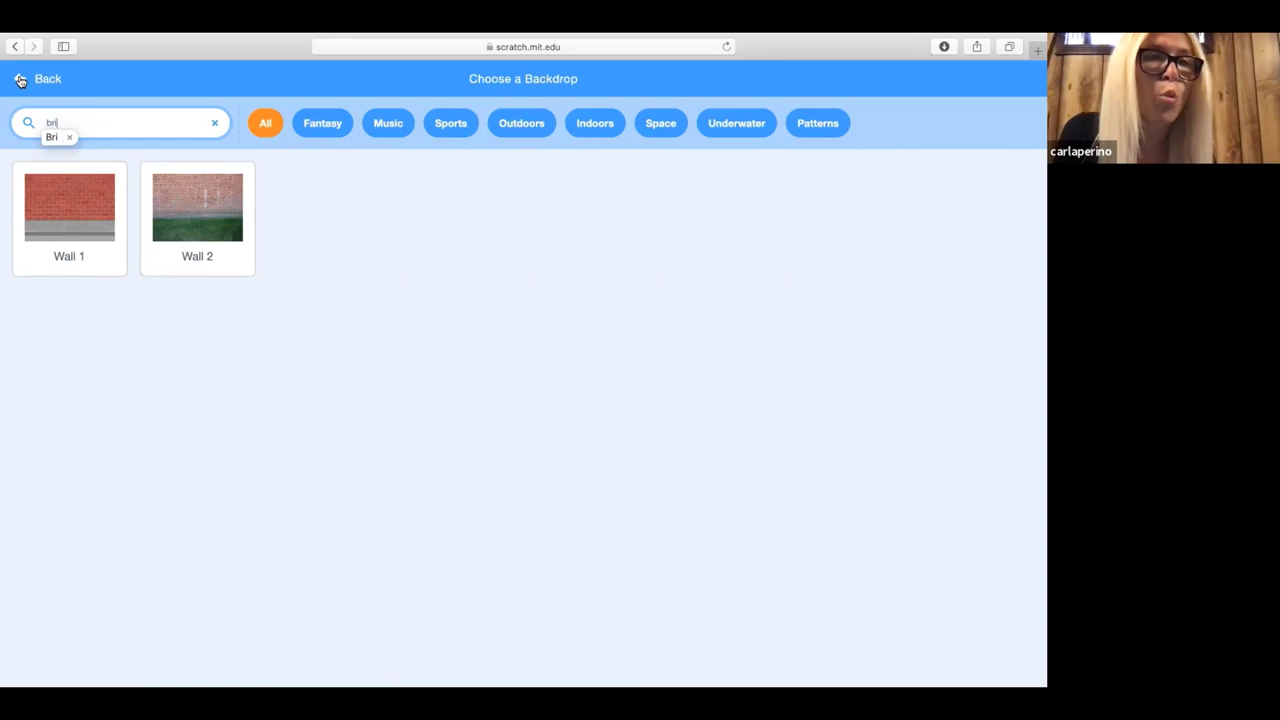 scratch.mit.edu
Back
Choose a Backdrop
bri
Bri ×
All
Fantasy
Music
Sports
Outdoors
Indoors
Space
Underwater
Patterns
Wall 1
Wall 2
carlaperino